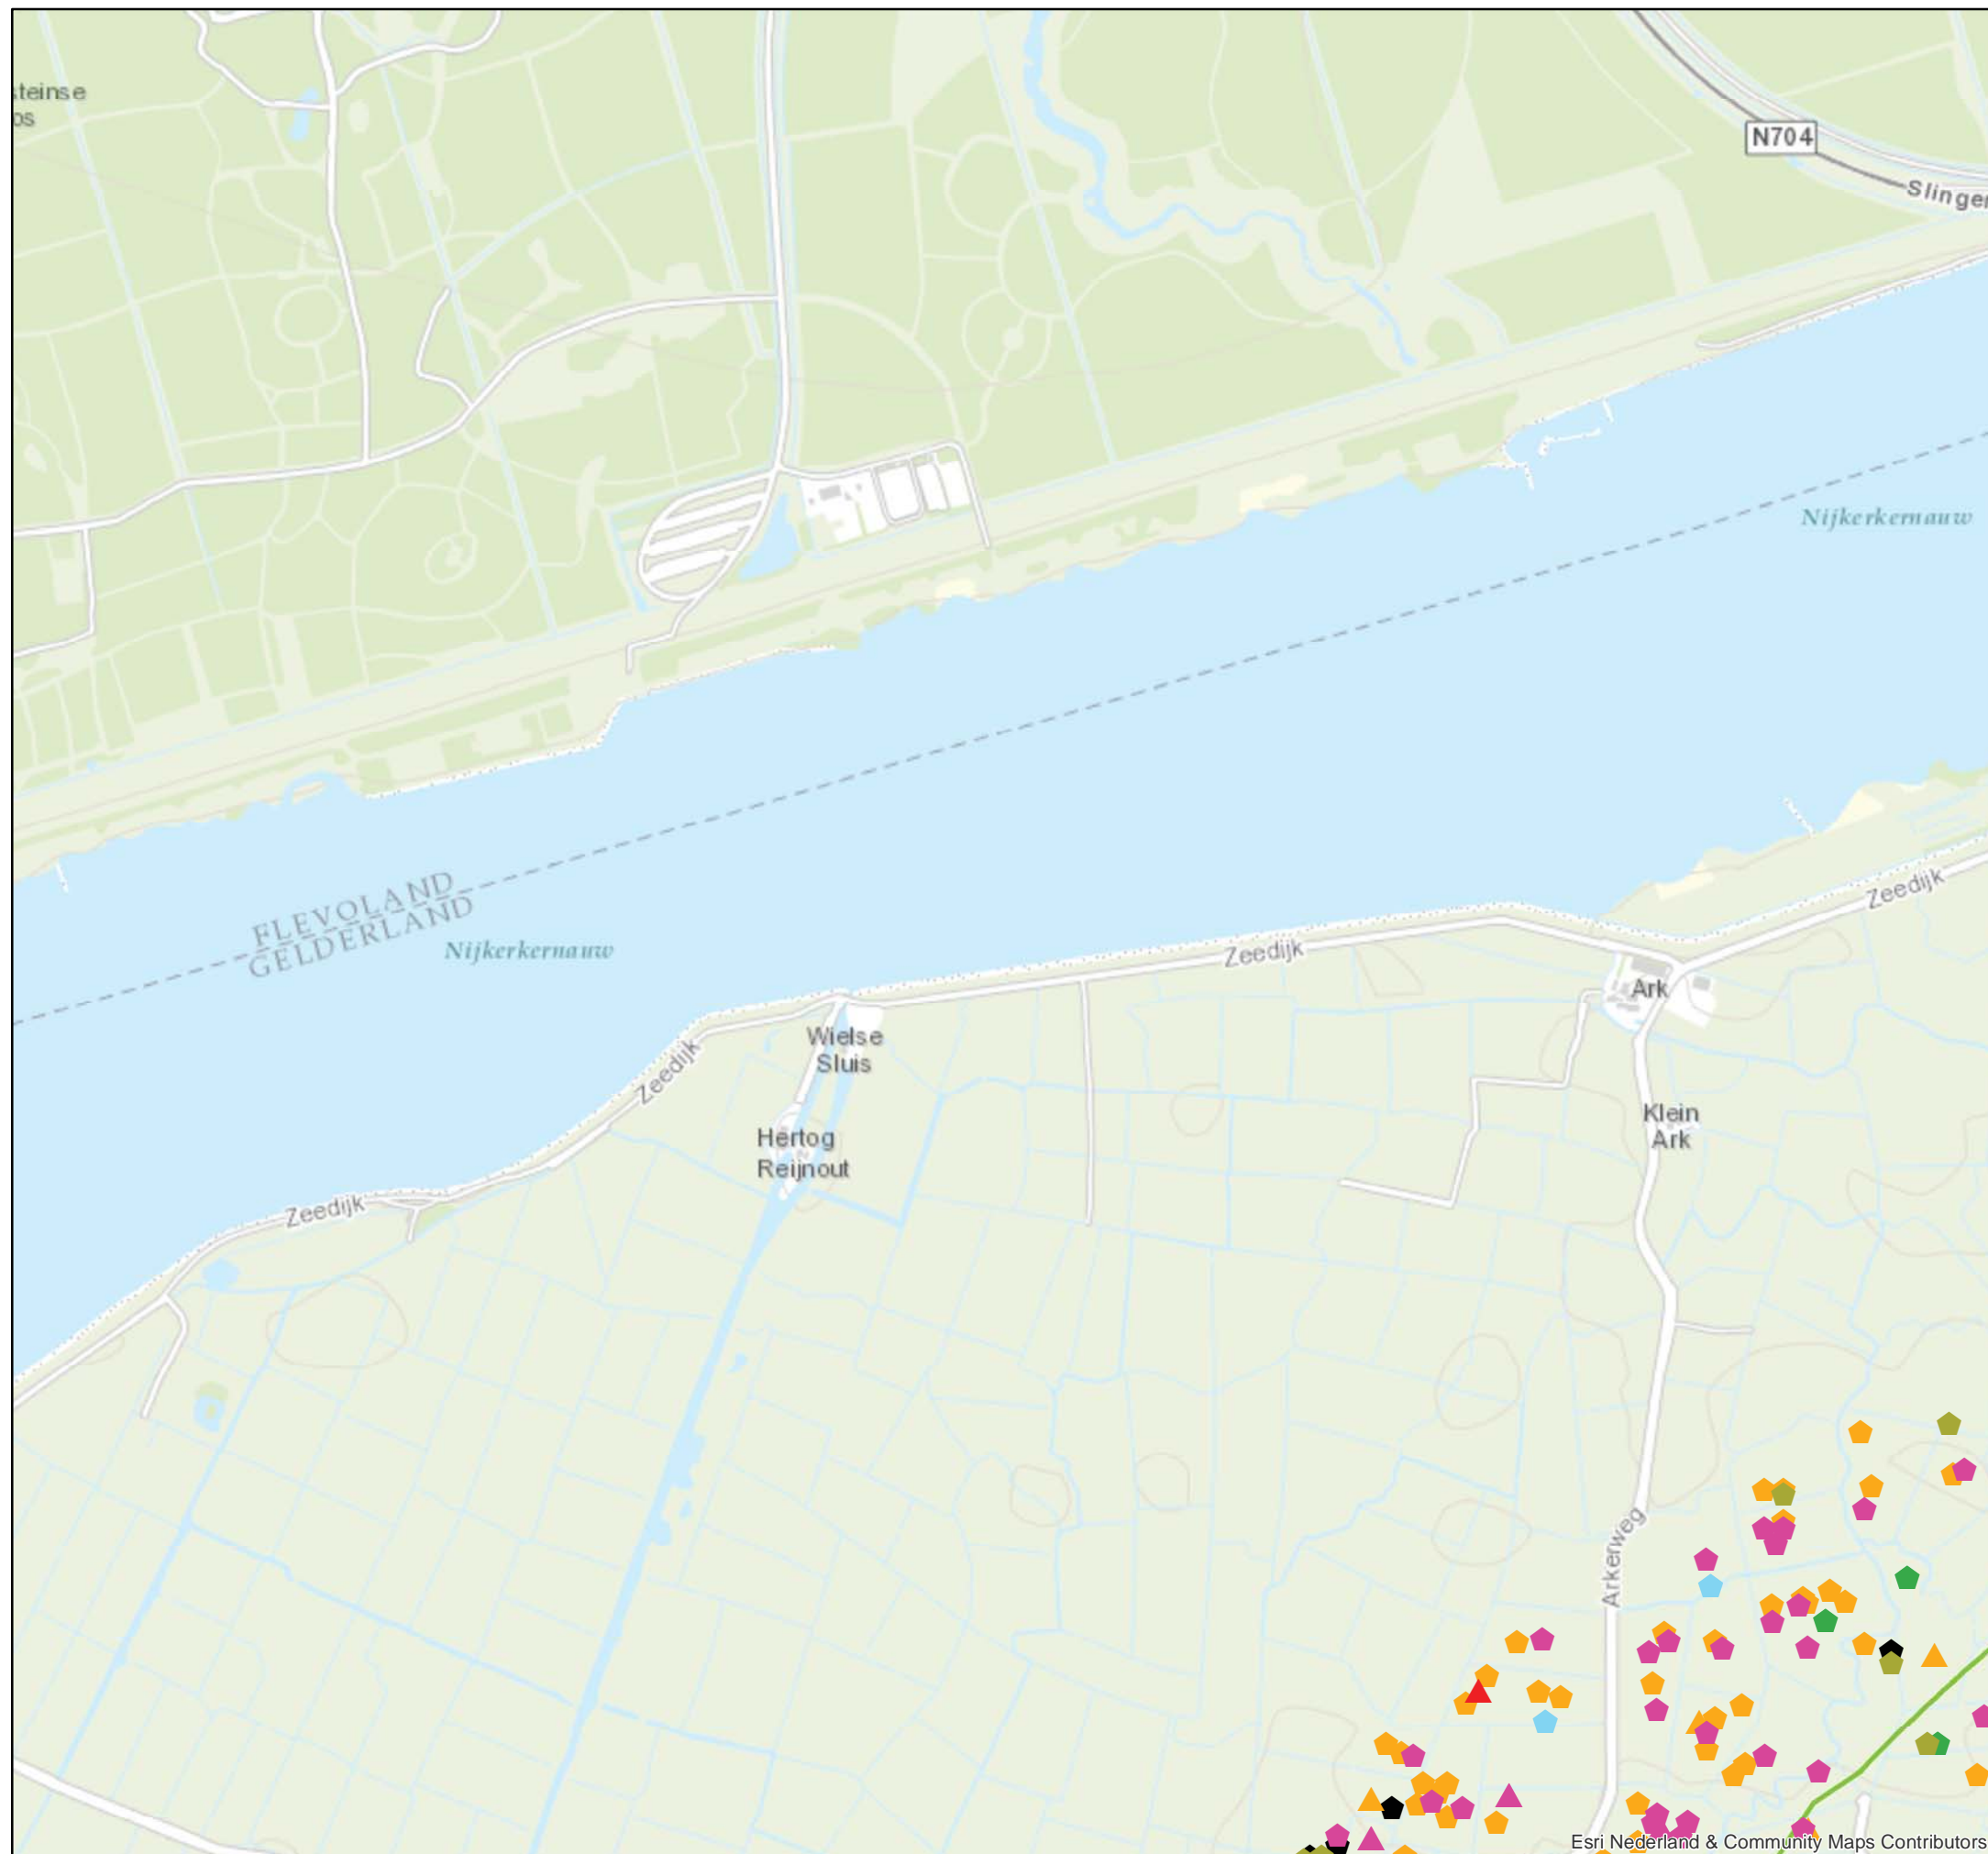 steinse
os
N704
Slinger
Nijkerkernauw
FLEVOLAND
GELDERLAND
Nijkerkernauw
Zeedijk
Zeedijk
Ark
Wielse
Sluis
Zeedijk
Klein
Ark
Hertog
Reijnout
Zeedijk
Arkerweg
Esri Nederland & Community Maps Contributors